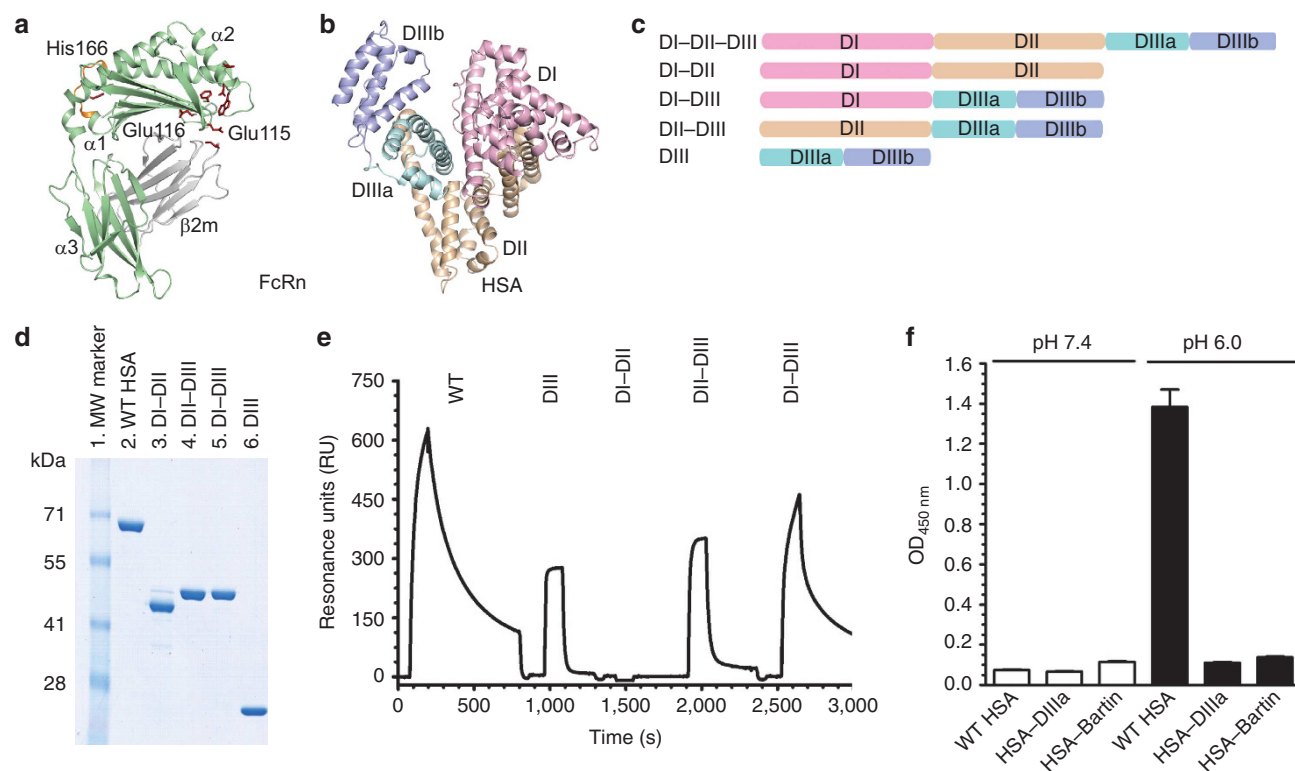 a
His166
α2
Glu116
Glu115
α1
β2m
α3
FcRn
b
DIIIb
DI
DIIIa
DII
HSA
c
DI–DII–DIII DI DII DIIIa DIIIb
DI–DII DI DII
DI–DIII DI DIIIa DIIIb
DII–DIII DII DIIIa DIIIb
DIII DIIIa DIIIb
d
1. MW marker
2. WT HSA
3. DI–DII
4. DII–DIII
5. DI–DIII
6. DIII
kDa
71
55
41
28
e
WT
DIII
DI–DII
DII–DIII
DI–DIII
Resonance units (RU)
750
600
450
300
150
0
0 500 1,000 1,500 2,000 2,500 3,000
Time (s)
f
pH 7.4 pH 6.0
OD450 nm
1.6
1.4
1.2
1.0
0.8
0.6
0.4
0.2
0.0
WT HSA
HSA–DIIIa
HSA–Bartin
WT HSA
HSA–DIIIa
HSA–Bartin